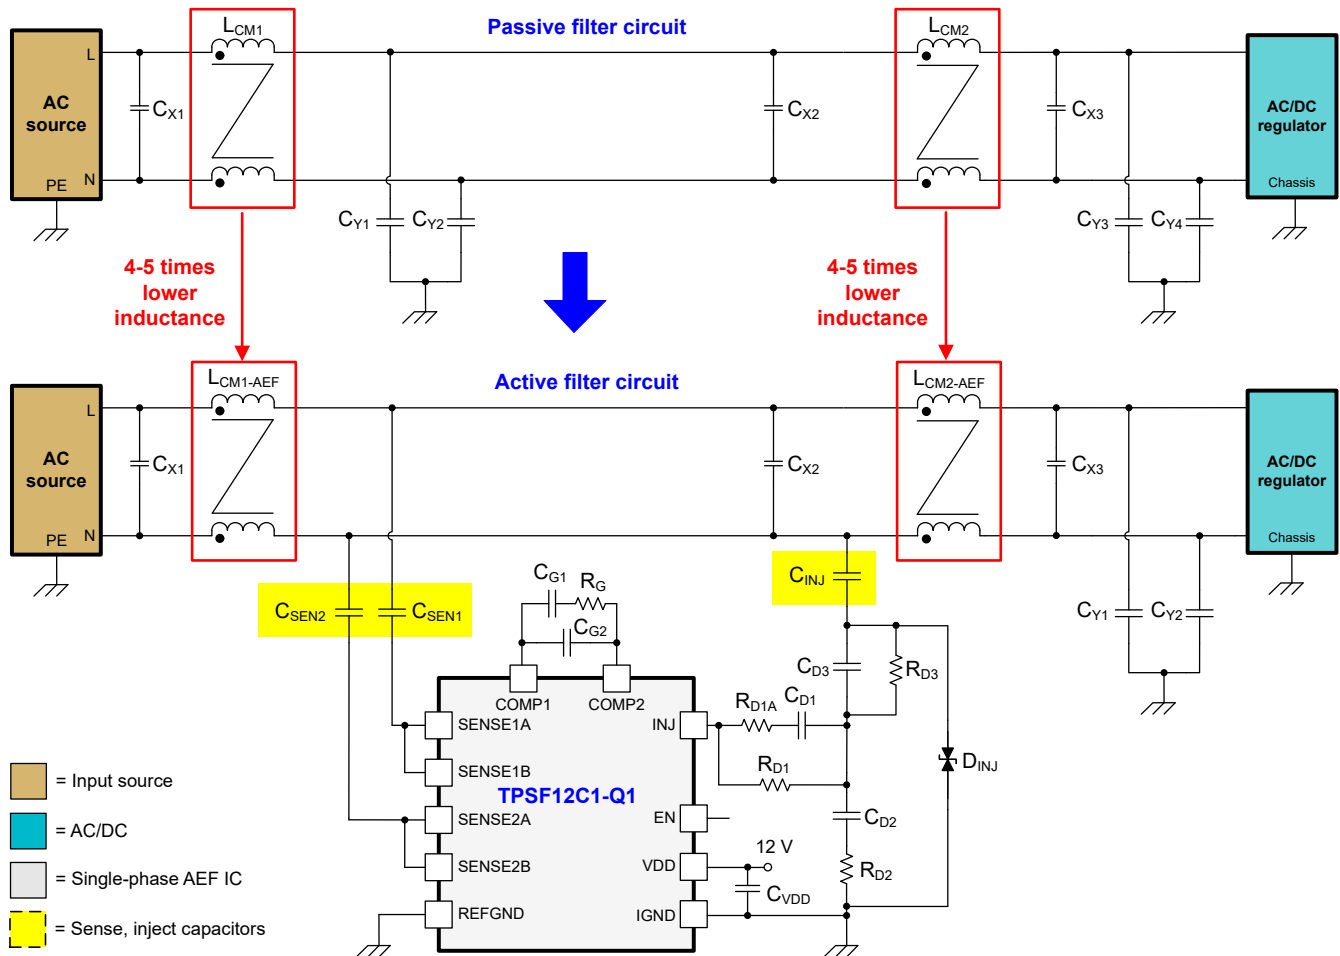 Passive filter circuit
LCM1
LCM2
L
AC
source
CX1
CX2
CX3
AC/DC
regulator
PE
N
Chassis
CY1
CY2
CY3
CY4
4-5 times
lower
inductance
4-5 times
lower
inductance
LCM1-AEF
Active filter circuit
LCM2-AEF
L
AC
source
CX1
CX2
CX3
AC/DC
regulator
PE
N
Chassis
CSEN2
CSEN1
CG1
RG
CG2
CINJ
CY1
CY2
CD3
RD3
COMP1
COMP2
SENSE1A
INJ
RD1A
CD1
SENSE1B
RD1
DINJ
TPSF12C1-Q1
SENSE2A
EN
CD2
SENSE2B
VDD
12 V
RD2
CVDD
REFGND
IGND
= Input source
= AC/DC
= Single-phase AEF IC
= Sense, inject capacitors